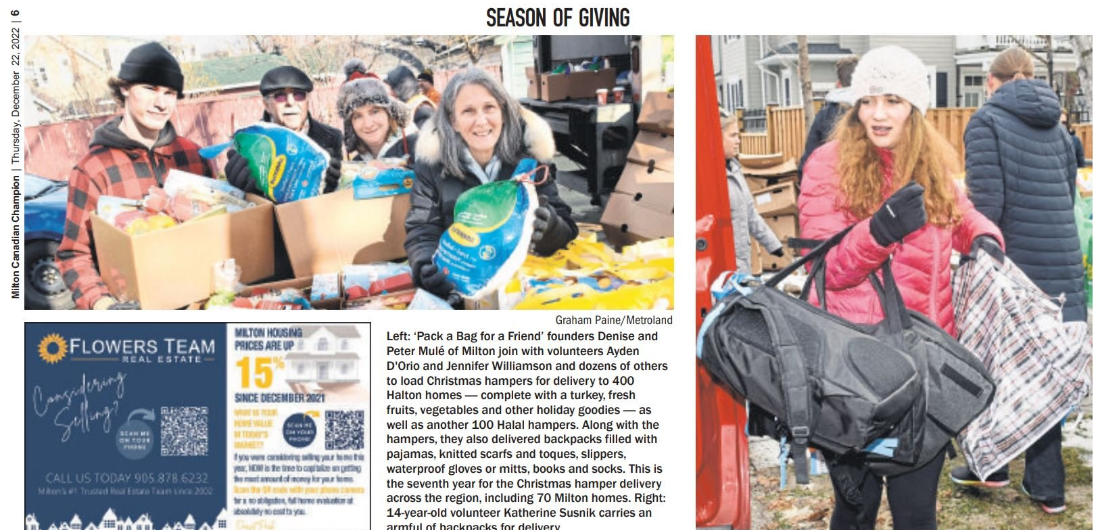 Milton Canadian Champion | Thursday, December 22, 2022 | 6
SEASON OF GIVING
Graham Paine/Metroland
Left: ‘Pack a Bag for a Friend’ founders Denise and
Peter Mulé of Milton join with volunteers Ayden
D'Orio and Jennifer Williamson and dozens of others
to load Christmas hampers for delivery to 400
Halton homes — complete with a turkey, fresh
fruits, vegetables and other holiday goodies — as
well as another 100 Halal hampers. Along with the
hampers, they also delivered backpacks filled with
pajamas, knitted scarfs and toques, slippers,
waterproof gloves or mitts, books and socks. This is
the seventh year for the Christmas hamper delivery
across the region, including 70 Milton homes. Right:
14-year-old volunteer Katherine Susnik carries an
armful of backpacks for delivery
FLOWERS TEAM
REAL ESTATE
Considering
Selling?
SCAN ME
ON YOUR
PHONE
CALL US TODAY 905.878.6232
Milton's #1 Trusted Real Estate Team since 2002
MILTON HOUSING
PRICES ARE UP
15%
SINCE DECEMBER 2021
WHAT IS YOUR
HOME VALUE
IN TODAY'S
MARKET?
SCAN ME
ON YOUR
PHONE!
If you were considering selling your home this
year, NOW is the time to capitalize on getting
the most amount of money for your home.
Scan the QR code with your phone camera
for a no obligation, full home evaluation at
absolutely no cost to you.